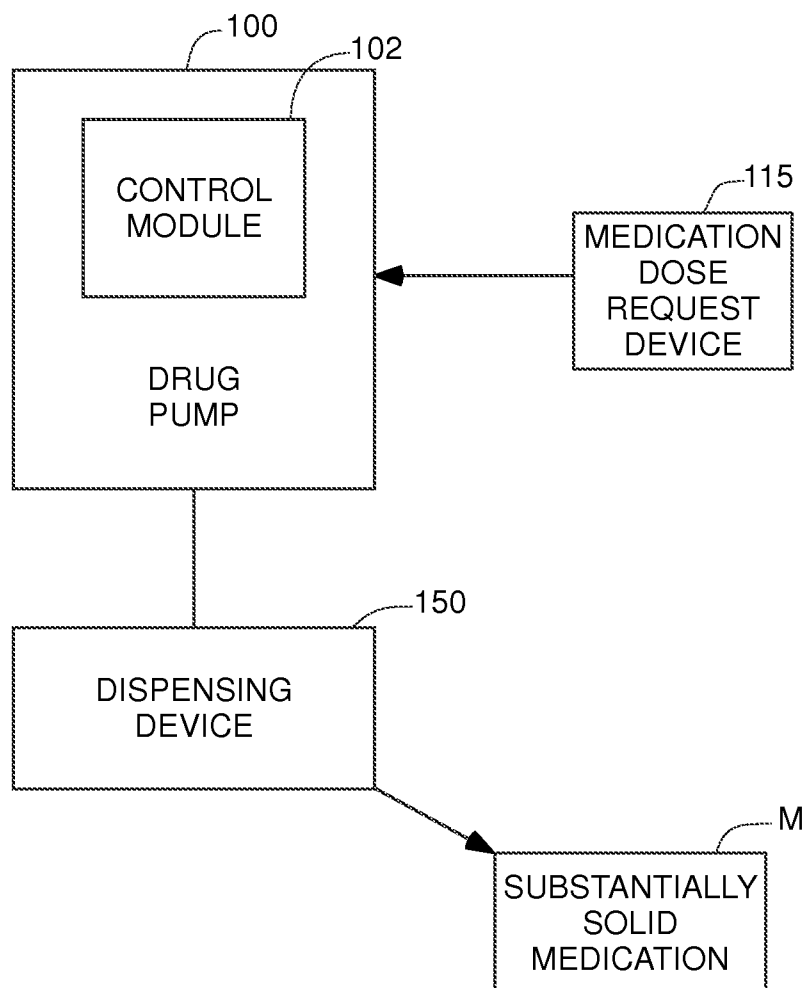 100
102
CONTROL
MODULE
115
MEDICATION
DOSE
REQUEST
DEVICE
DRUG
PUMP
150
DISPENSING
DEVICE
M
SUBSTANTIALLY
SOLID
MEDICATION